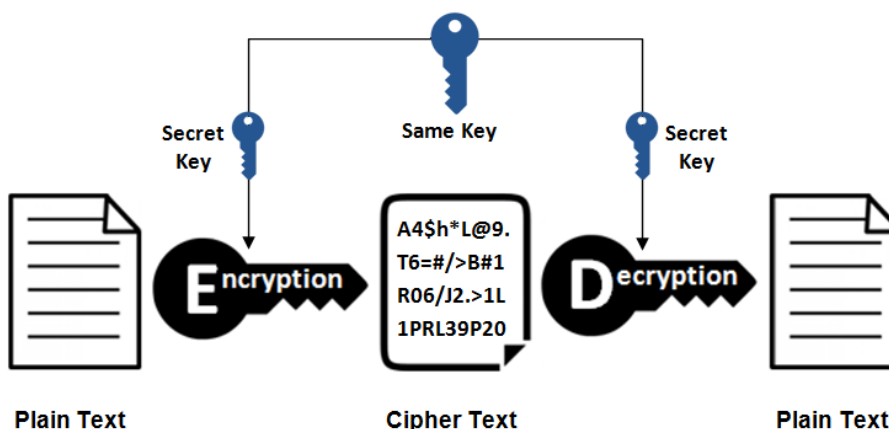 Same Key
Secret
Key
Secret
Key
Encryption
A4$h*L@9.
T6=#/>B#1
R06/J2.>1L
1PRL39P20
Decryption
Plain Text
Cipher Text
Plain Text